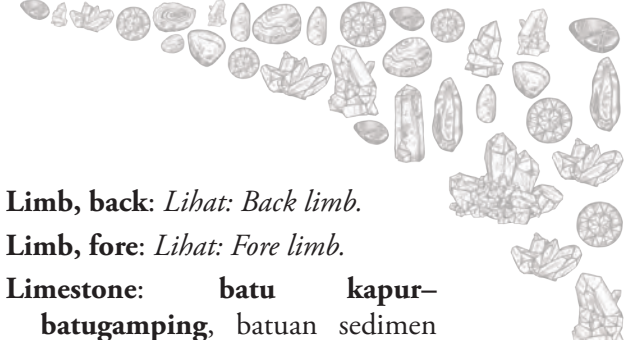 Limb, back: Lihat: Back limb.
Limb, fore: Lihat: Fore limb.
Limestone: batu kapur–
batugamping, batuan sedimen